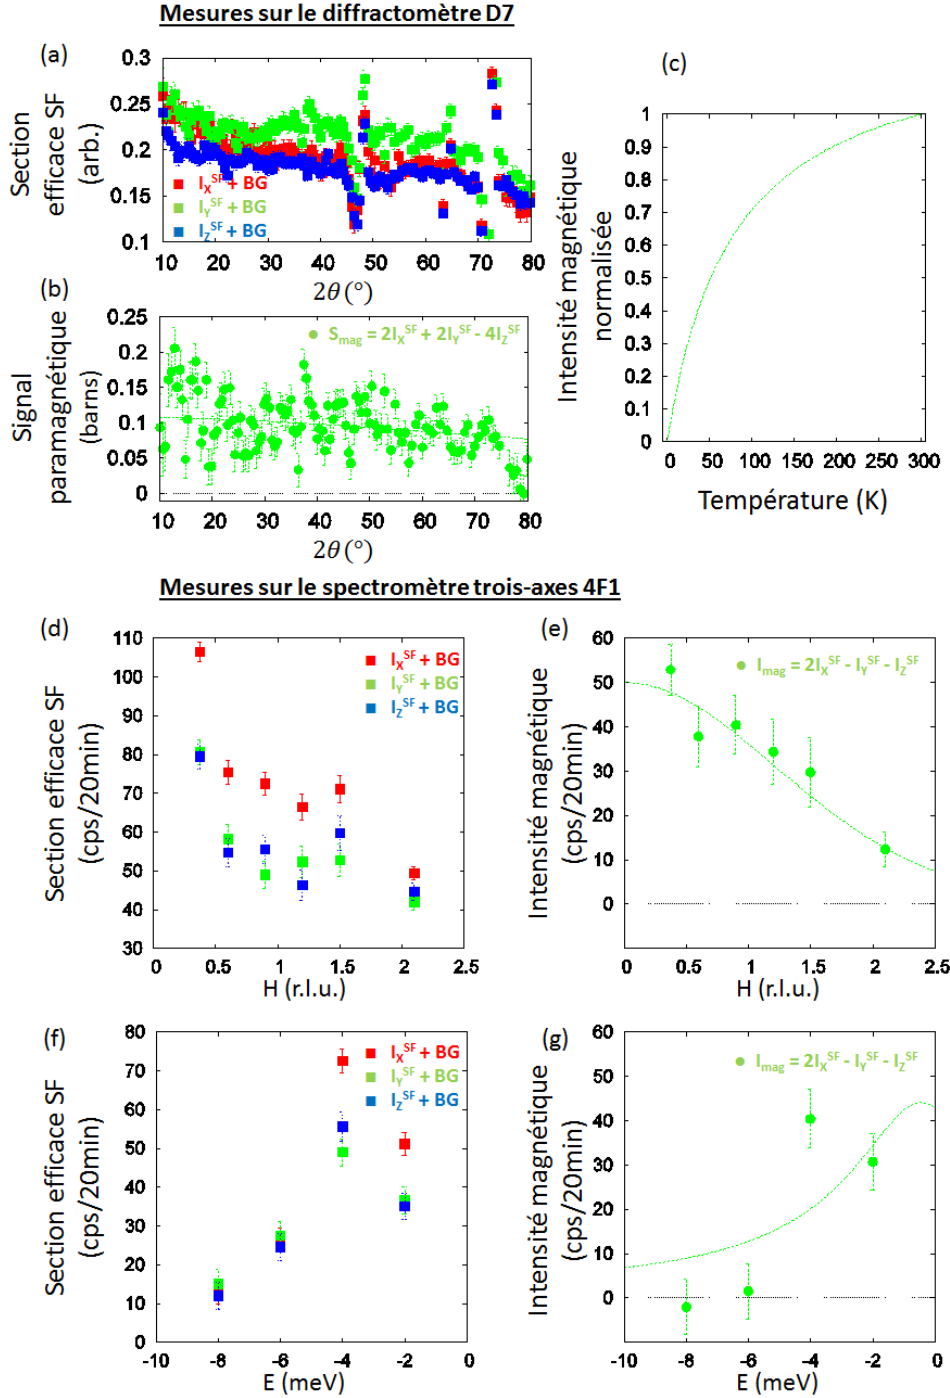 Mesures sur le diffractomètre D7
(a)
Section
efficace SF
(arb.)
0.3
0.25
0.2
0.15
0.1
I_X^SF + BG
I_Y^SF + BG
I_Z^SF + BG
10 20 30 40 50 60 70 80
2θ (°)
(b)
Signal
paramagnétique
(barns)
0.25
0.2
0.15
0.1
0.05
0
S_mag = 2I_X^SF + 2I_Y^SF - 4I_Z^SF
10 20 30 40 50 60 70 80
2θ (°)
(c)
Intensité magnétique
normalisée
1
0.9
0.8
0.7
0.6
0.5
0.4
0.3
0.2
0.1
0
0 50 100 150 200 250 300
Température (K)
Mesures sur le spectromètre trois-axes 4F1
(d)
Section efficace SF
(cps/20min)
110
100
90
80
70
60
50
40
30
I_X^SF + BG
I_Y^SF + BG
I_Z^SF + BG
0 0.5 1 1.5 2 2.5
H (r.l.u.)
(e)
Intensité magnétique
(cps/20min)
60
50
40
30
20
10
0
I_mag = 2I_X^SF - I_Y^SF - I_Z^SF
0 0.5 1 1.5 2 2.5
H (r.l.u.)
(f)
Section efficace SF
(cps/20min)
80
70
60
50
40
30
20
10
0
I_X^SF + BG
I_Y^SF + BG
I_Z^SF + BG
-10 -8 -6 -4 -2 0
E (meV)
(g)
Intensité magnétique
(cps/20min)
60
50
40
30
20
10
0
I_mag = 2I_X^SF - I_Y^SF - I_Z^SF
-10 -8 -6 -4 -2 0
E (meV)